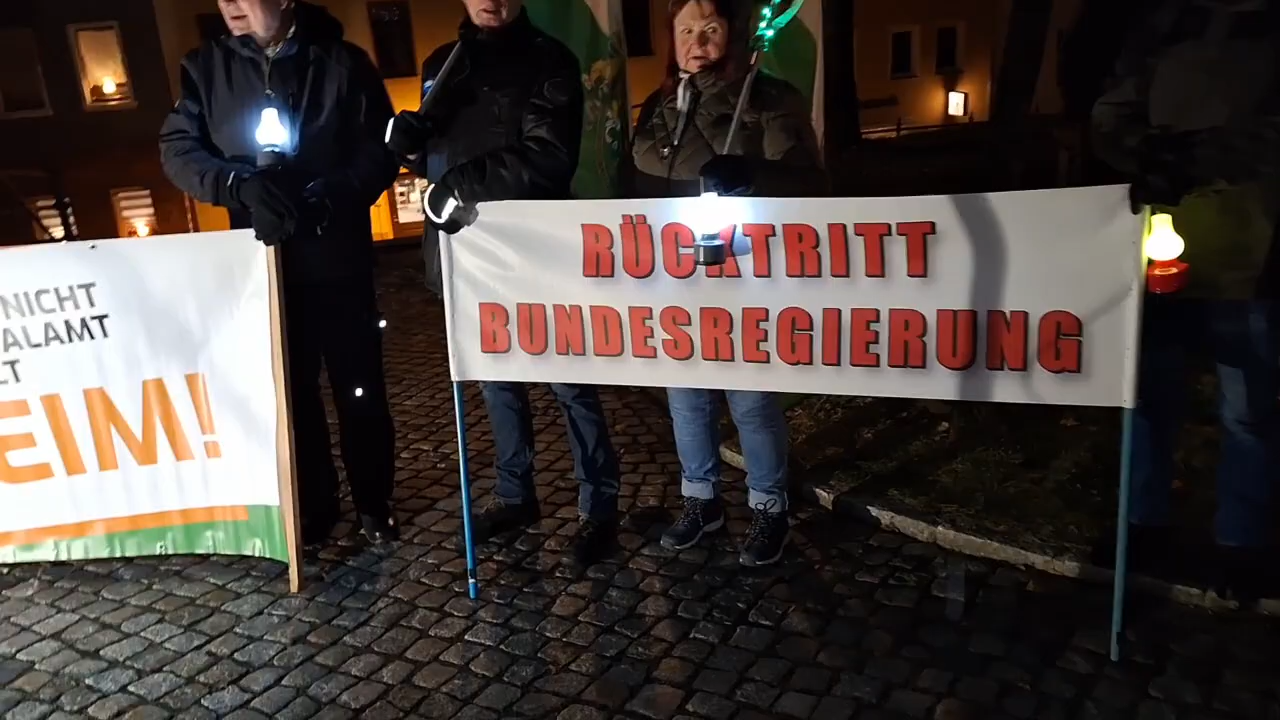 NICHT
ALAMT
LT
EIM!
RÜCKTRITT
BUNDESREGIERUNG